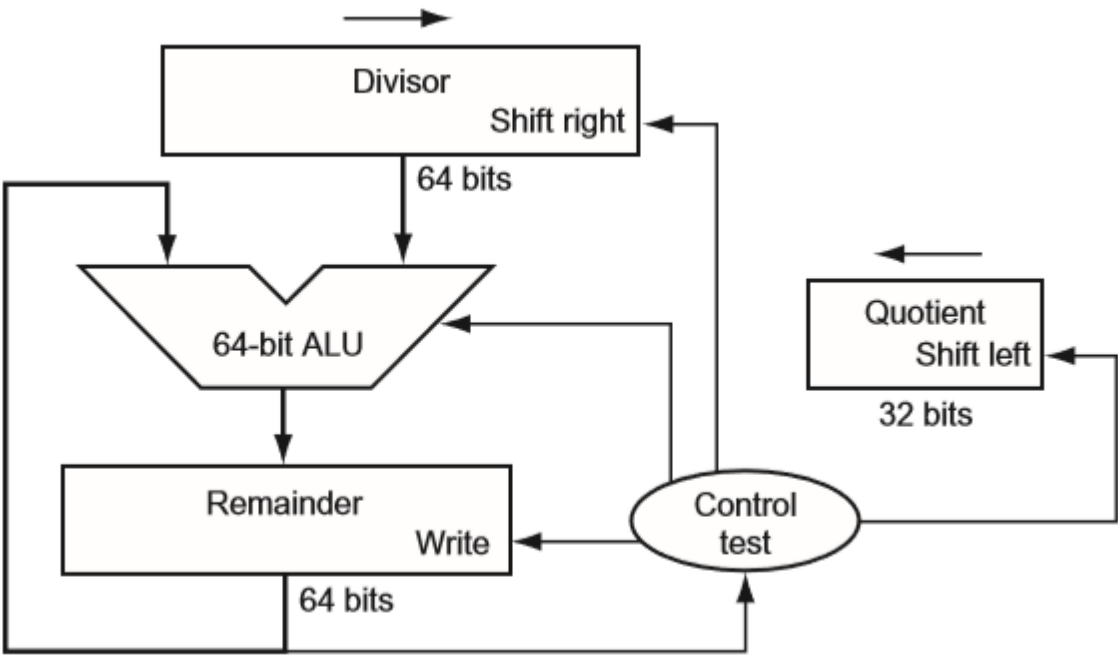 Divisor
Shift right
64 bits
64-bit ALU
Quotient
Shift left
32 bits
Remainder
Write
64 bits
Control
test